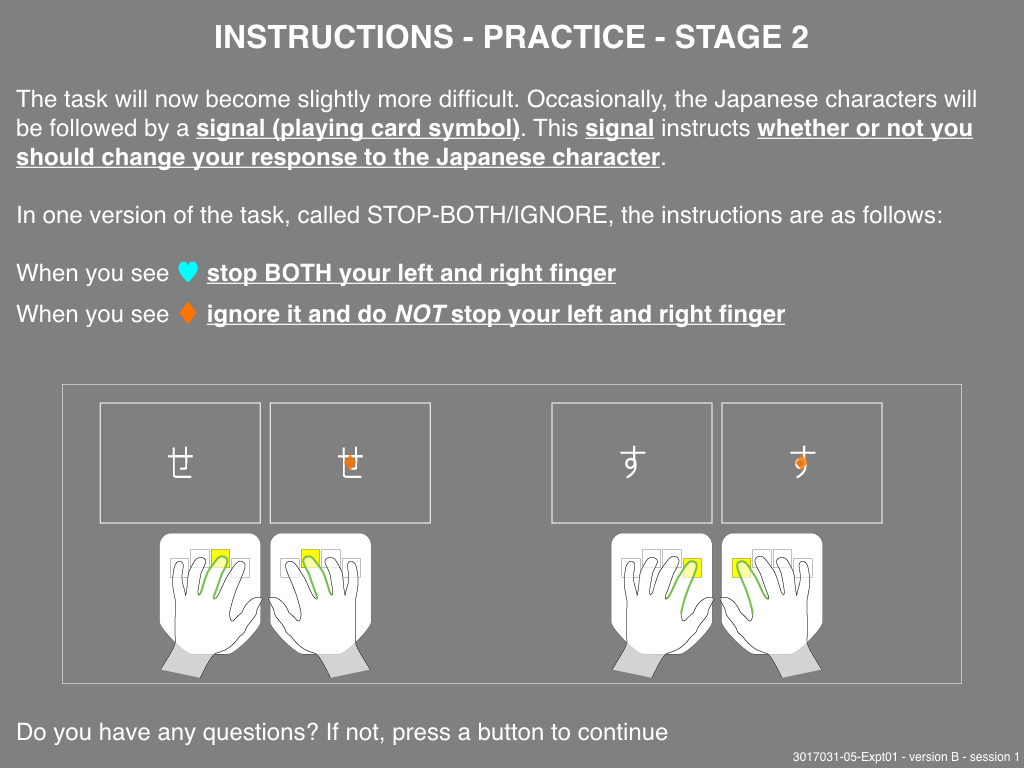 INSTRUCTIONS - PRACTICE - STAGE 2
The task will now become slightly more difficult. Occasionally, the Japanese characters will
be followed by a signal (playing card symbol). This signal instructs whether or not you
should change your response to the Japanese character.
In one version of the task, called STOP-BOTH/IGNORE, the instructions are as follows:
When you see ♥ stop BOTH your left and right finger
When you see ♦ ignore it and do NOT stop your left and right finger
せ せ す す
Do you have any questions? If not, press a button to continue
3017031-05-Expt01 - version B - session 1